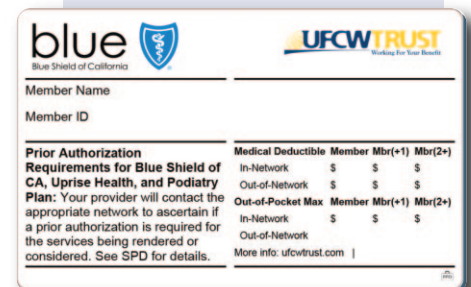 blue
Blue Shield of California
UFCWTRUST
Working For Your Benefit
Member Name
Member ID
Prior Authorization
Requirements for Blue Shield of
CA, Uprise Health, and Podiatry
Plan: Your provider will contact the
appropriate network to ascertain if
a prior authorization is required for
the services being rendered or
considered. See SPD for details.
Medical Deductible Member Mbr(+1) Mbr(2+)
In-Network $ $ $
Out-of-Network $ $ $
Out-of-Pocket Max Member Mbr(+1) Mbr(2+)
In-Network $ $ $
Out-of-Network
More info: ufcwtrust.com |